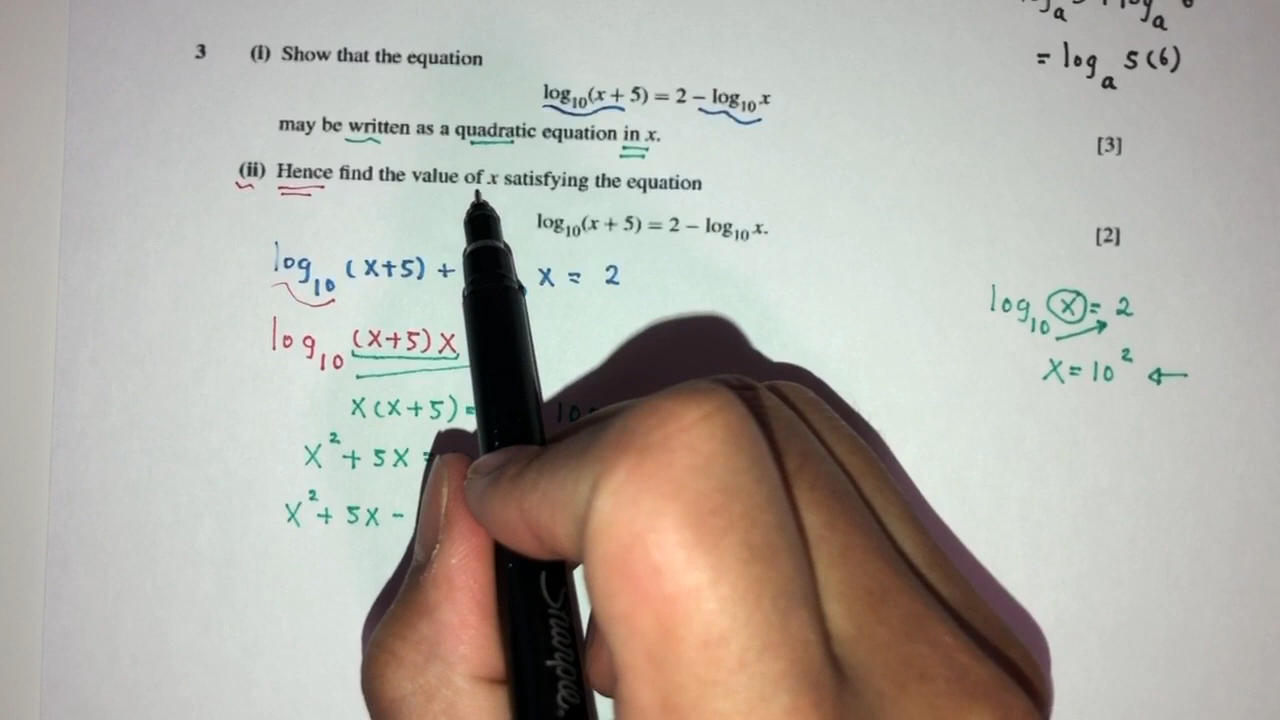 = log a 5(6)
3 (i) Show that the equation
log10(x + 5) = 2 − log10 x
may be written as a quadratic equation in x.
[3]
(ii) Hence find the value of x satisfying the equation
log10(x + 5) = 2 − log10 x.
[2]
log10 (x+5) + x = 2
log10 (x+5) x
x(x+5) = 10
x² + 5x =
x² + 5x −
log10 x = 2
x = 10² ←
Snapple